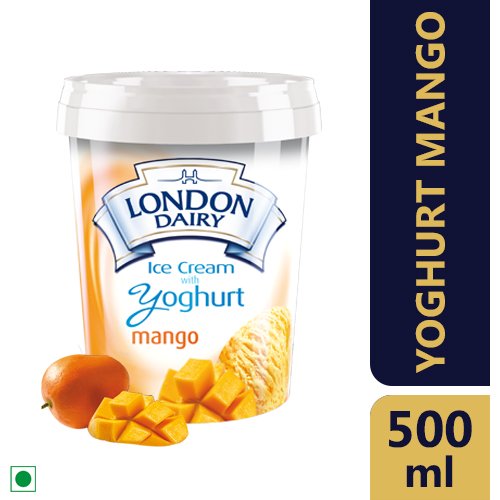 LONDON
DAIRY
Ice Cream
with
Yoghurt
mango
YOGHURT MANGO
500
ml